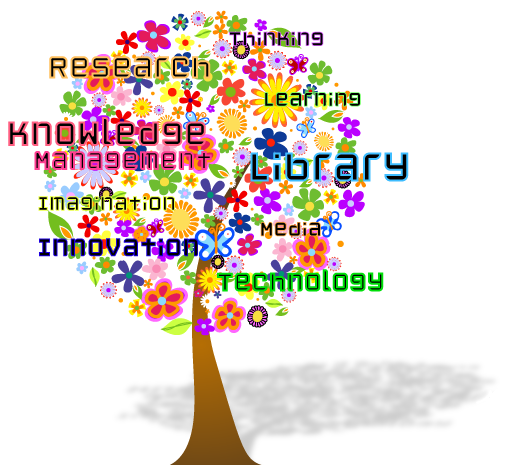 Thinking
Research
Learning
Knowledge
Management
Library
Imagination
Media
Innovation
Technology